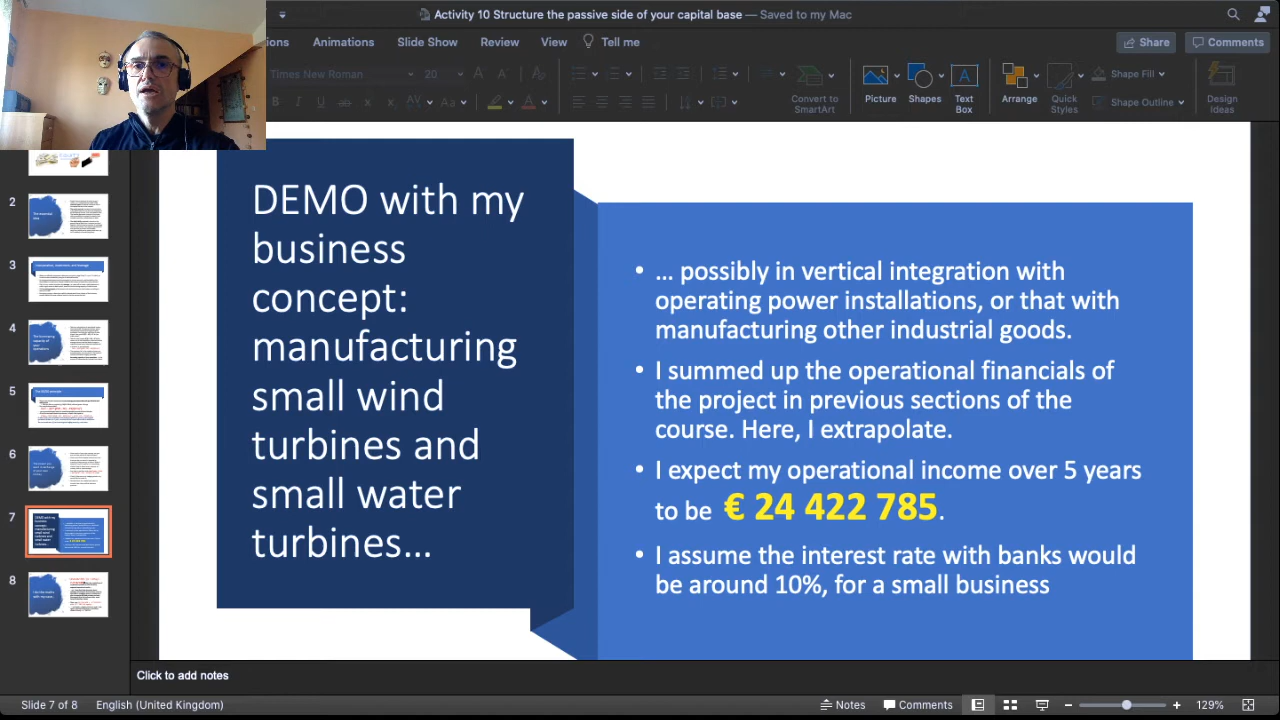 Activity 10 Structure the passive side of your capital base — Saved to my Mac
ions Animations Slide Show Review View Tell me
Share Comments
Times New Roman 20
Convert to
SmartArt
Picture Shapes Text
Box
Arrange Quick
Styles
Shape Fill
Shape Outline
Design
Ideas
2
3
4
5
6
7
8
DEMO with my
business
concept:
manufacturing
small wind
turbines and
small water
turbines...
• ... possibly in vertical integration with
operating power installations, or that with
manufacturing other industrial goods.
• I summed up the operational financials of
the project in previous sections of the
course. Here, I extrapolate.
• I expect my operational income over 5 years
to be € 24 422 785.
• I assume the interest rate with banks would
be around 10%, for a small business
Click to add notes
Slide 7 of 8 English (United Kingdom) Notes Comments 129%